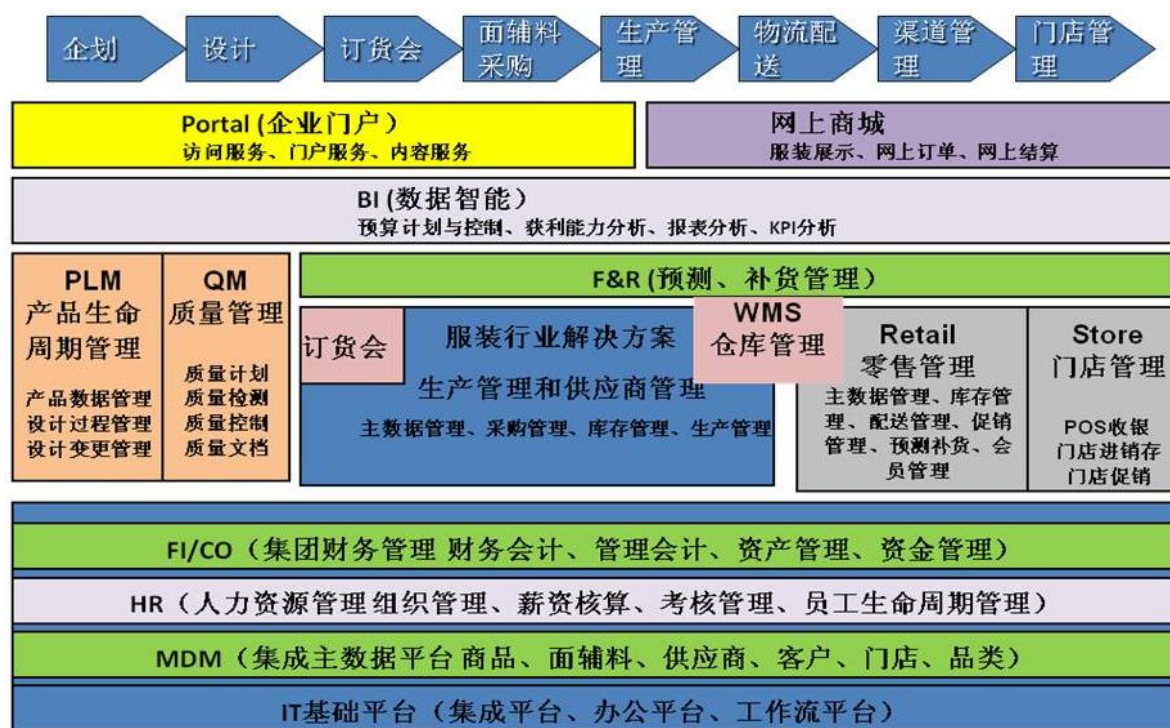 企划
设计
订货会
面辅料
采购
生产管
理
物流配
送
渠道管
理
门店管
理
Portal (企业门户)
访问服务、门户服务、内容服务
网上商城
服装展示、网上订单、网上结算
BI (数据智能)
预算计划与控制、获利能力分析、报表分析、KPI分析
PLM
产品生命
周期管理
产品数据管理
设计过程管理
设计变更管理
QM
质量管理
质量计划
质量检测
质量控制
质量文档
F&R (预测、补货管理)
订货会
服装行业解决方案
生产管理和供应商管理
主数据管理、采购管理、库存管理、生产管理
WMS
仓库管理
Retail
零售管理
主数据管理、库存管
理、配送管理、促销
管理、预测补货、会
员管理
Store
门店管理
POS收银
门店进销存
门店促销
FI/CO（集团财务管理 财务会计、管理会计、资产管理、资金管理）
HR（人力资源管理 组织管理、薪资核算、考核管理、员工生命周期管理）
MDM（集成主数据平台 商品、面辅料、供应商、客户、门店、品类）
IT基础平台（集成平台、办公平台、工作流平台）